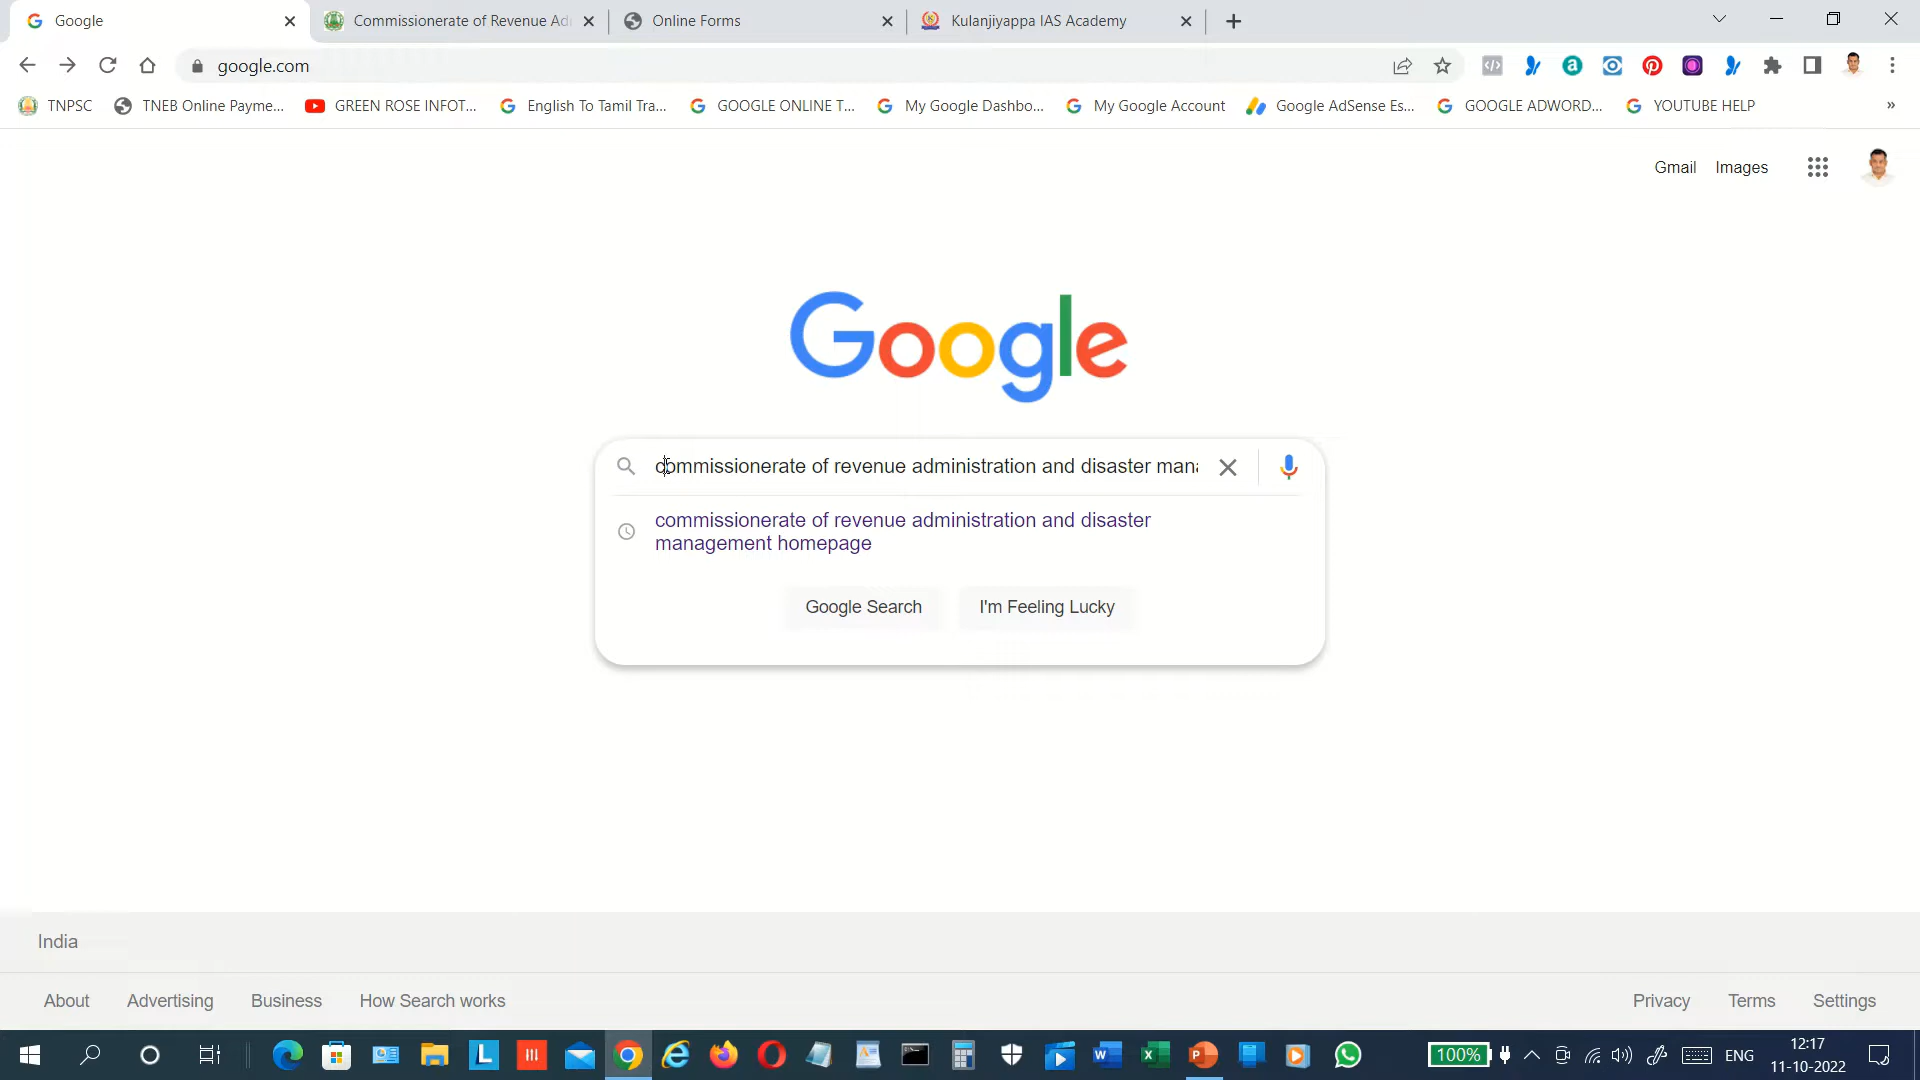 Google
Commissionerate of Revenue Ad
Online Forms
Kulanjiyappa IAS Academy
google.com
TNPSC
TNEB Online Payme...
GREEN ROSE INFOT...
English To Tamil Tra...
GOOGLE ONLINE T...
My Google Dashbo...
My Google Account
Google AdSense Es...
GOOGLE ADWORD...
YOUTUBE HELP
Gmail Images
Google
commissionerate of revenue administration and disaster mana
commissionerate of revenue administration and disaster
management homepage
Google Search
I'm Feeling Lucky
India
About Advertising Business How Search works
Privacy Terms Settings
100%
ENG
12:17
11-10-2022